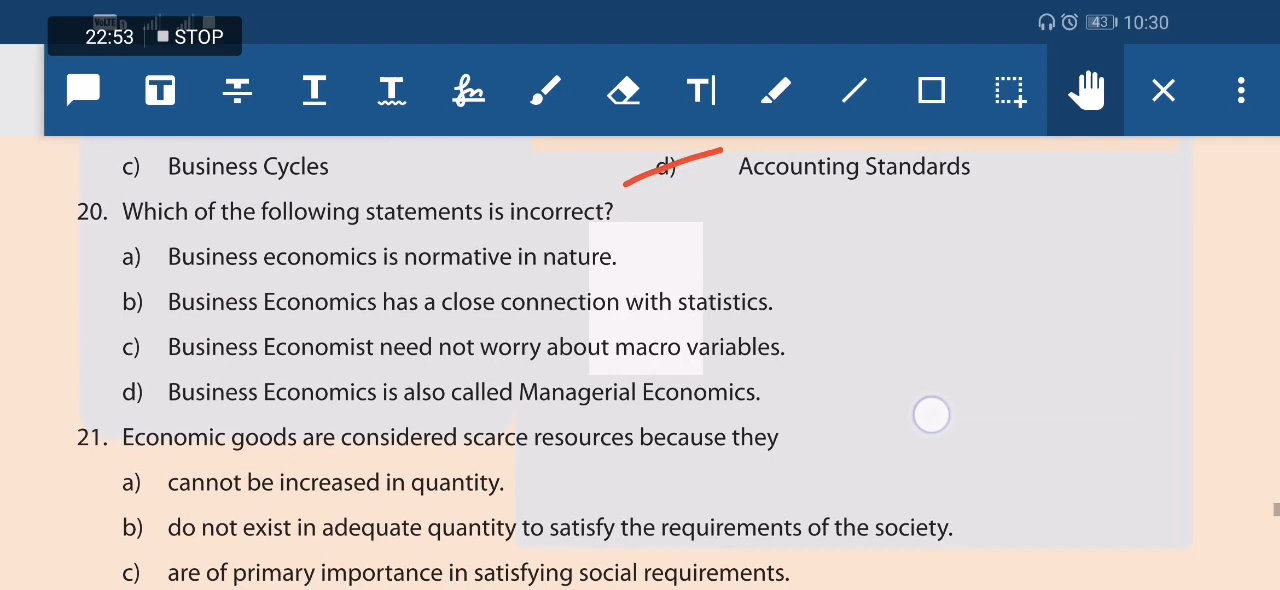 VoLTE
22:53 STOP
43 10:30
T T T T T|
c) Business Cycles d) Accounting Standards
20. Which of the following statements is incorrect?
a) Business economics is normative in nature.
b) Business Economics has a close connection with statistics.
c) Business Economist need not worry about macro variables.
d) Business Economics is also called Managerial Economics.
21. Economic goods are considered scarce resources because they
a) cannot be increased in quantity.
b) do not exist in adequate quantity to satisfy the requirements of the society.
c) are of primary importance in satisfying social requirements.